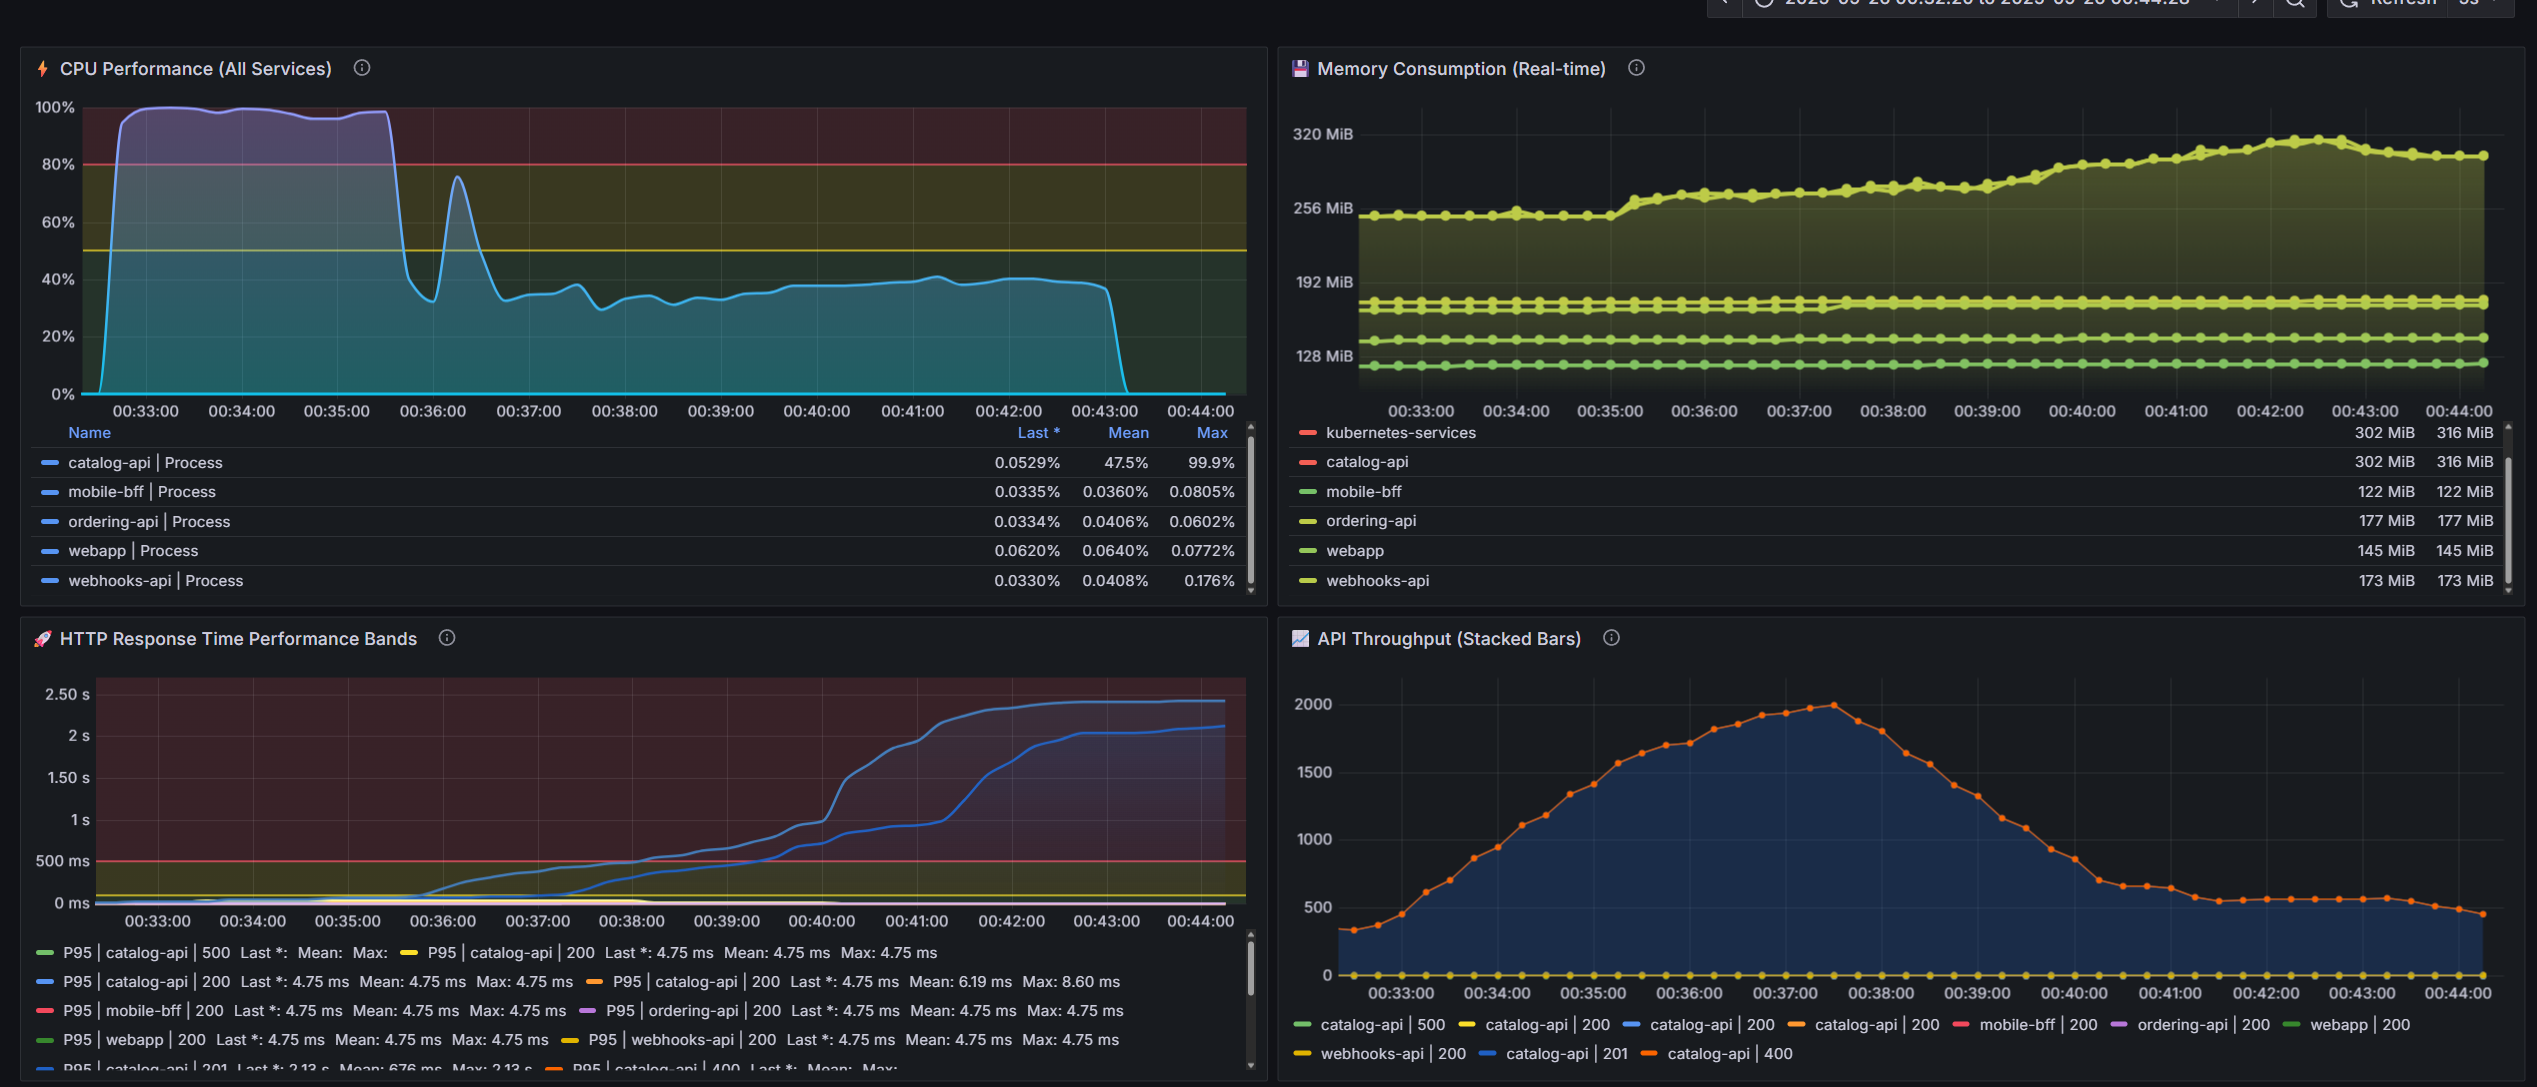 CPU Performance (All Services)
100%
80%
60%
40%
20%
0%
00:33:00 00:34:00 00:35:00 00:36:00 00:37:00 00:38:00 00:39:00 00:40:00 00:41:00 00:42:00 00:43:00 00:44:00
Name Last * Mean Max
catalog-api | Process 0.0529% 47.5% 99.9%
mobile-bff | Process 0.0335% 0.0360% 0.0805%
ordering-api | Process 0.0334% 0.0406% 0.0602%
webapp | Process 0.0620% 0.0640% 0.0772%
webhooks-api | Process 0.0330% 0.0408% 0.176%
Memory Consumption (Real-time)
320 MiB
256 MiB
192 MiB
128 MiB
00:33:00 00:34:00 00:35:00 00:36:00 00:37:00 00:38:00 00:39:00 00:40:00 00:41:00 00:42:00 00:43:00 00:44:00
kubernetes-services 302 MiB 316 MiB
catalog-api 302 MiB 316 MiB
mobile-bff 122 MiB 122 MiB
ordering-api 177 MiB 177 MiB
webapp 145 MiB 145 MiB
webhooks-api 173 MiB 173 MiB
HTTP Response Time Performance Bands
2.50 s
2 s
1.50 s
1 s
500 ms
0 ms
00:33:00 00:34:00 00:35:00 00:36:00 00:37:00 00:38:00 00:39:00 00:40:00 00:41:00 00:42:00 00:43:00 00:44:00
P95 | catalog-api | 500 Last *: Mean: Max: P95 | catalog-api | 200 Last *: 4.75 ms Mean: 4.75 ms Max: 4.75 ms
P95 | catalog-api | 200 Last *: 4.75 ms Mean: 4.75 ms Max: 4.75 ms P95 | catalog-api | 200 Last *: 4.75 ms Mean: 6.19 ms Max: 8.60 ms
P95 | mobile-bff | 200 Last *: 4.75 ms Mean: 4.75 ms Max: 4.75 ms P95 | ordering-api | 200 Last *: 4.75 ms Mean: 4.75 ms Max: 4.75 ms
P95 | webapp | 200 Last *: 4.75 ms Mean: 4.75 ms Max: 4.75 ms P95 | webhooks-api | 200 Last *: 4.75 ms Mean: 4.75 ms Max: 4.75 ms
P95 | catalog-api | 201 Last *: 2.13 s Mean: 676 ms Max: 2.13 s P95 | catalog-api | 400 Last *: Mean: Max:
API Throughput (Stacked Bars)
2000
1500
1000
500
0
00:33:00 00:34:00 00:35:00 00:36:00 00:37:00 00:38:00 00:39:00 00:40:00 00:41:00 00:42:00 00:43:00 00:44:00
catalog-api | 500 catalog-api | 200 catalog-api | 200 catalog-api | 200 mobile-bff | 200 ordering-api | 200 webapp | 200
webhooks-api | 200 catalog-api | 201 catalog-api | 400